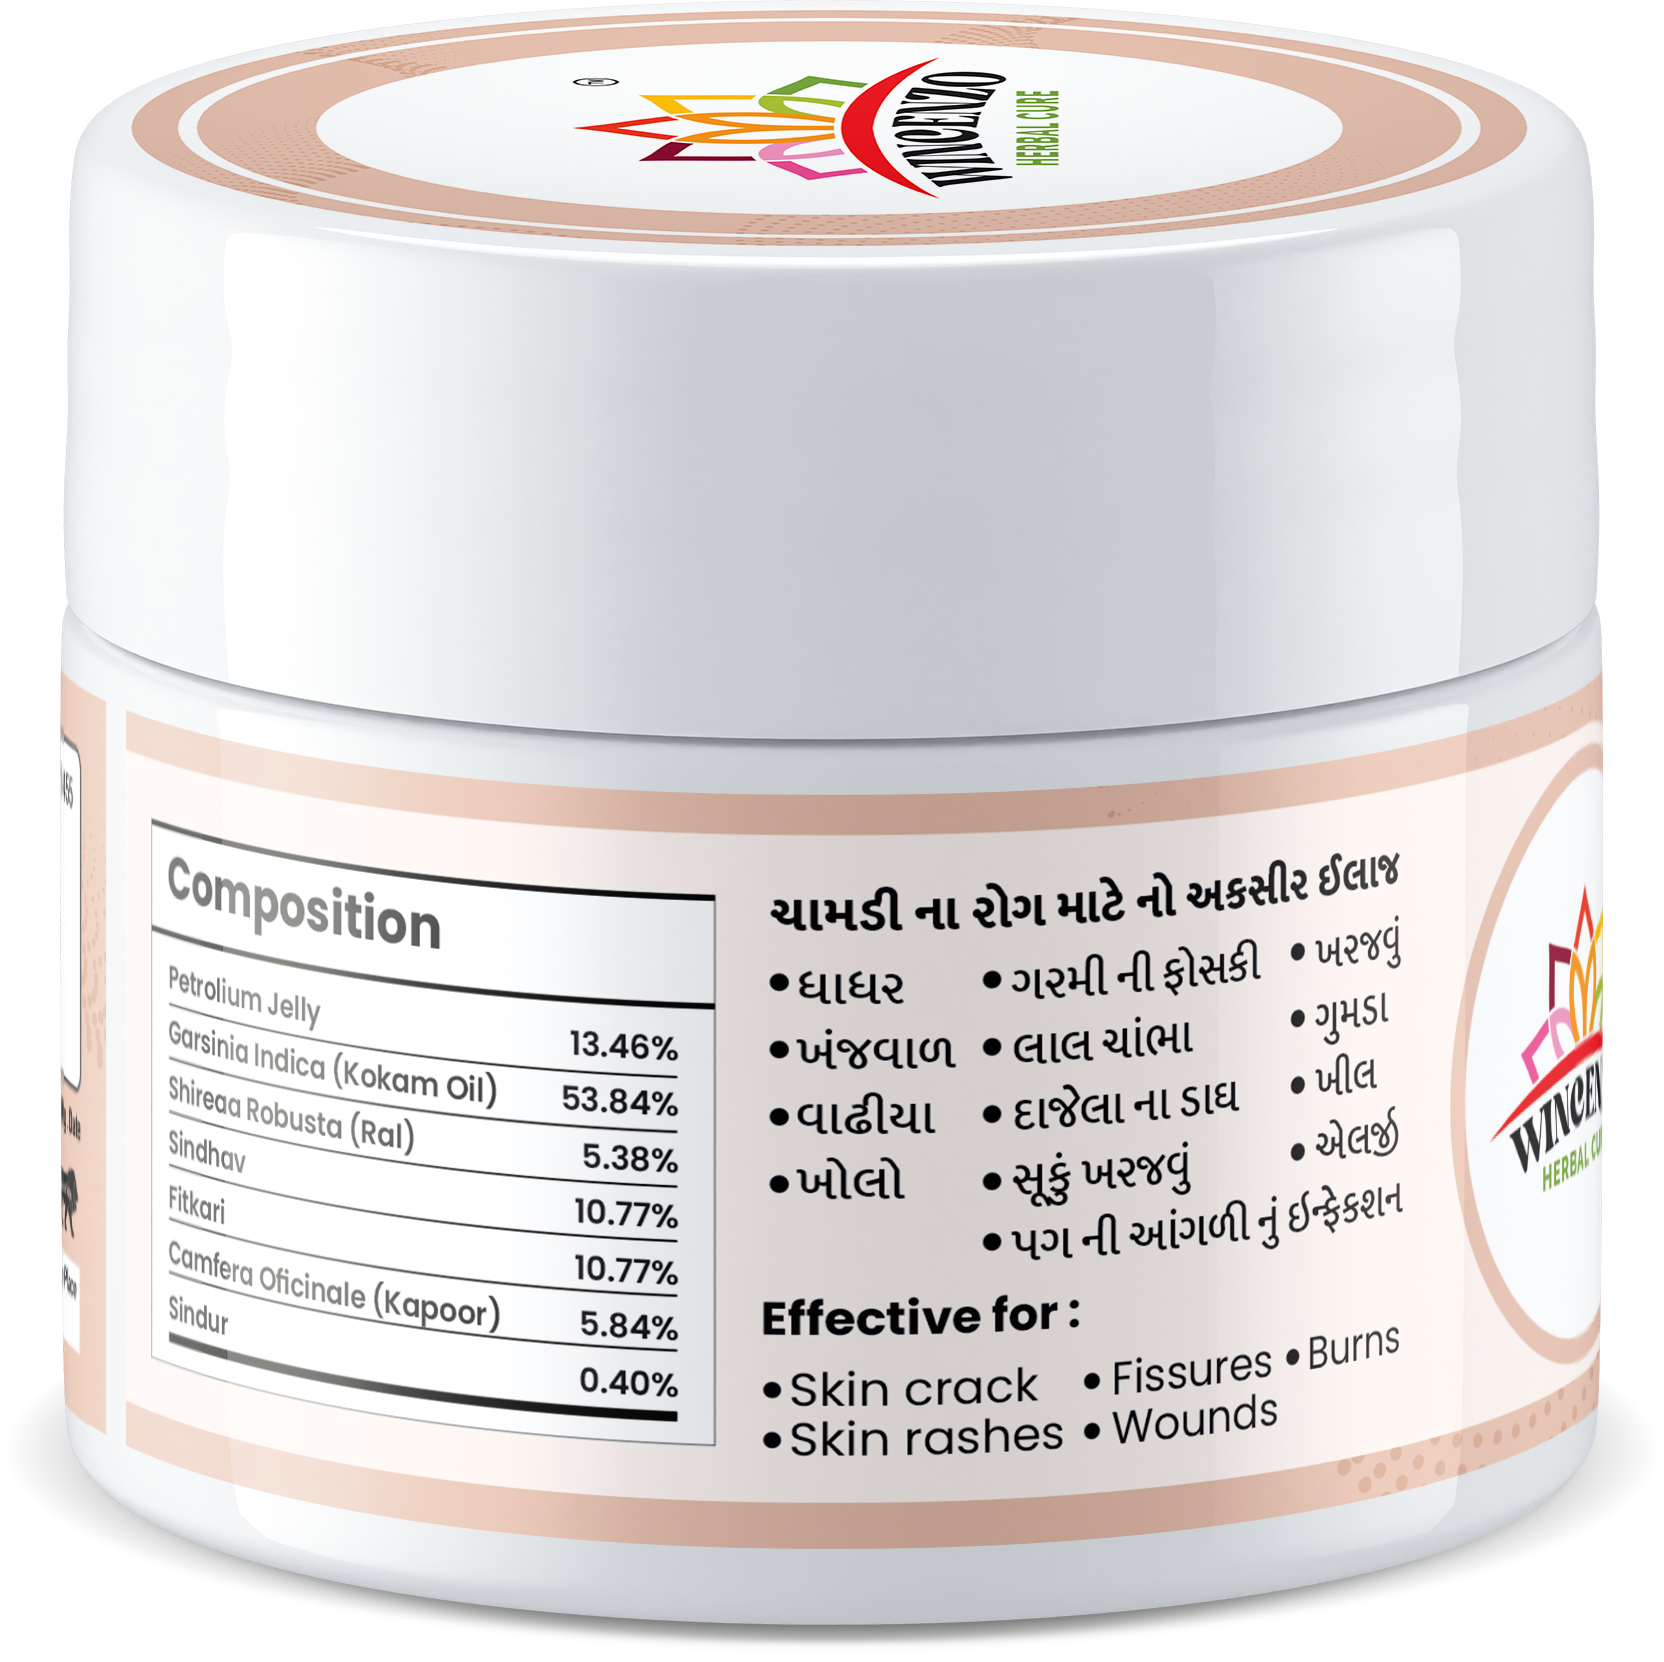 TM
WINCENZO
HERBAL CURE
Composition
Petrolium Jelly 13.46%
Garsinia Indica (Kokam Oil) 53.84%
Shireaa Robusta (Ral) 5.38%
Sindhav 10.77%
Fitkari 10.77%
Camfera Oficinale (Kapoor) 5.84%
Sindur 0.40%
ચામડી ના રોગ માટે નો અકસીર ઈલાજ
• ધાધર • ગરમી ની ફોસકી • ખરજવું
• ખંજવાળ • લાલ ચાંભા • ગુમડા
• વાઢીયા • દાજેલા ના ડાઘ • ખીલ
• ખોલો • સૂકું ખરજવું • એલર્જી
• પગ ની આંગળી નું ઇન્ફેકશન
Effective for :
• Skin crack • Fissures • Burns
• Skin rashes • Wounds
HERBAL